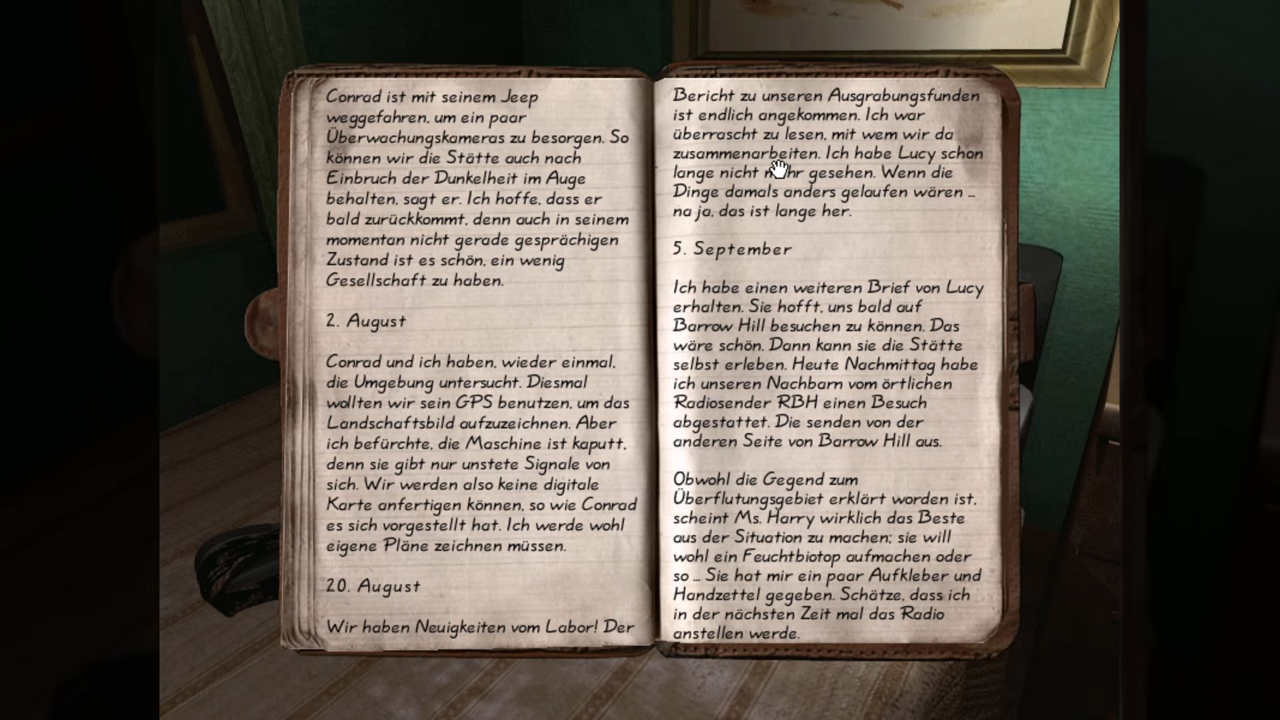 Conrad ist mit seinem Jeep
weggefahren, um ein paar
Überwachungskameras zu besorgen. So
können wir die Stätte auch nach
Einbruch der Dunkelheit im Auge
behalten, sagt er. Ich hoffe, dass er
bald zurückkommt, denn auch in seinem
momentan nicht gerade gesprächigen
Zustand ist es schön, ein wenig
Gesellschaft zu haben.
2. August
Conrad und ich haben, wieder einmal,
die Umgebung untersucht. Diesmal
wollten wir sein GPS benutzen, um das
Landschaftsbild aufzuzeichnen. Aber
ich befürchte, die Maschine ist kaputt,
denn sie gibt nur unstete Signale von
sich. Wir werden also keine digitale
Karte anfertigen können, so wie Conrad
es sich vorgestellt hat. Ich werde wohl
eigene Pläne zeichnen müssen.
20. August
Wir haben Neuigkeiten vom Labor! Der
Bericht zu unseren Ausgrabungsfunden
ist endlich angekommen. Ich war
überrascht zu lesen, mit wem wir da
zusammenarbeiten. Ich habe Lucy schon
lange nicht mehr gesehen. Wenn die
Dinge damals anders gelaufen wären ...
na ja, das ist lange her.
5. September
Ich habe einen weiteren Brief von Lucy
erhalten. Sie hofft, uns bald auf
Barrow Hill besuchen zu können. Das
wäre schön. Dann kann sie die Stätte
selbst erleben. Heute Nachmittag habe
ich unseren Nachbarn vom örtlichen
Radiosender RBH einen Besuch
abgestattet. Die senden von der
anderen Seite von Barrow Hill aus.
Obwohl die Gegend zum
Überflutungsgebiet erklärt worden ist,
scheint Ms. Harry wirklich das Beste
aus der Situation zu machen; sie will
wohl ein Feuchtbiotop aufmachen oder
so ... Sie hat mir ein paar Aufkleber und
Handzettel gegeben. Schätze, dass ich
in der nächsten Zeit mal das Radio
anstellen werde.